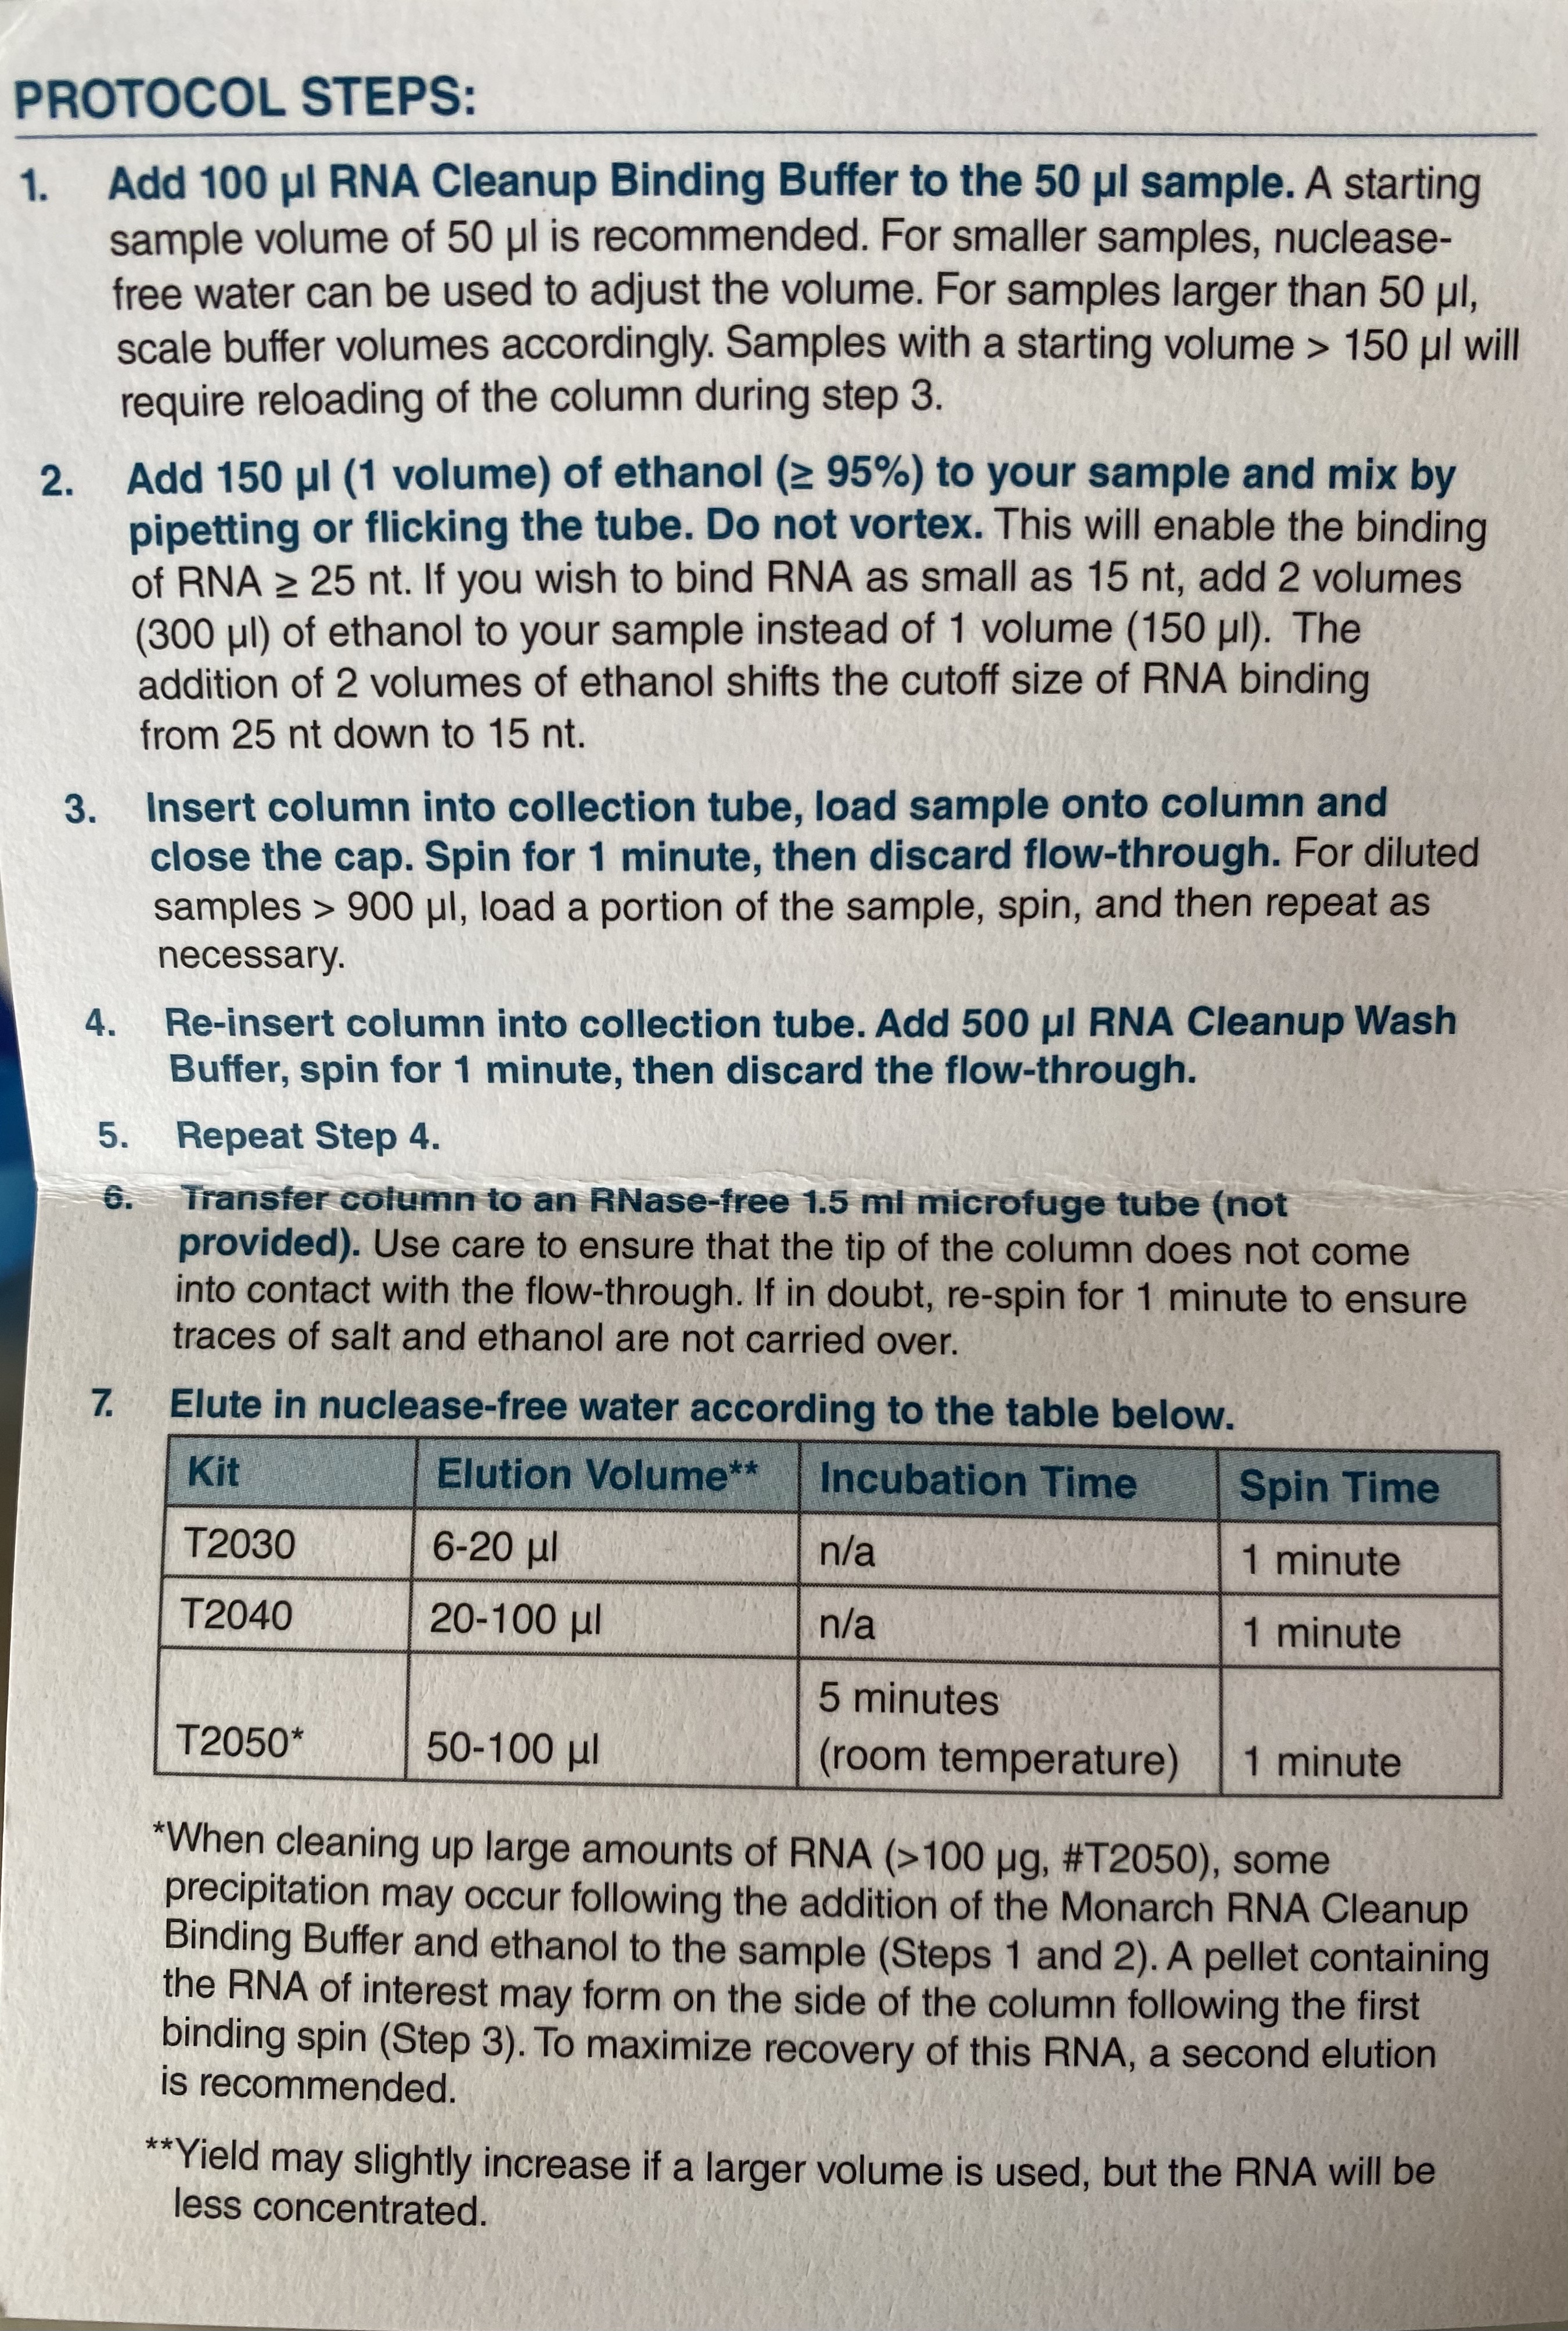 PROTOCOL STEPS:
1. Add 100 µl RNA Cleanup Binding Buffer to the 50 µl sample. A starting
sample volume of 50 µl is recommended. For smaller samples, nuclease-
free water can be used to adjust the volume. For samples larger than 50 µl,
scale buffer volumes accordingly. Samples with a starting volume > 150 µl will
require reloading of the column during step 3.
2. Add 150 µl (1 volume) of ethanol (≥ 95%) to your sample and mix by
pipetting or flicking the tube. Do not vortex. This will enable the binding
of RNA ≥ 25 nt. If you wish to bind RNA as small as 15 nt, add 2 volumes
(300 µl) of ethanol to your sample instead of 1 volume (150 µl). The
addition of 2 volumes of ethanol shifts the cutoff size of RNA binding
from 25 nt down to 15 nt.
3. Insert column into collection tube, load sample onto column and
close the cap. Spin for 1 minute, then discard flow-through. For diluted
samples > 900 µl, load a portion of the sample, spin, and then repeat as
necessary.
4. Re-insert column into collection tube. Add 500 µl RNA Cleanup Wash
Buffer, spin for 1 minute, then discard the flow-through.
5. Repeat Step 4.
6. Transfer column to an RNase-free 1.5 ml microfuge tube (not
provided). Use care to ensure that the tip of the column does not come
into contact with the flow-through. If in doubt, re-spin for 1 minute to ensure
traces of salt and ethanol are not carried over.
7. Elute in nuclease-free water according to the table below.
Kit Elution Volume** Incubation Time Spin Time
T2030 6-20 µl n/a 1 minute
T2040 20-100 µl n/a 1 minute
T2050* 50-100 µl 5 minutes
(room temperature) 1 minute
*When cleaning up large amounts of RNA (>100 µg, #T2050), some
precipitation may occur following the addition of the Monarch RNA Cleanup
Binding Buffer and ethanol to the sample (Steps 1 and 2). A pellet containing
the RNA of interest may form on the side of the column following the first
binding spin (Step 3). To maximize recovery of this RNA, a second elution
is recommended.
**Yield may slightly increase if a larger volume is used, but the RNA will be
less concentrated.